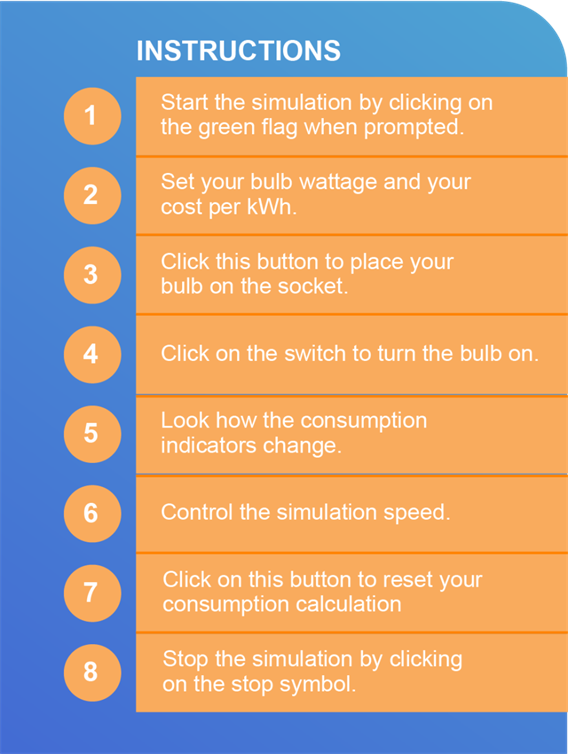 INSTRUCTIONS
1
Start the simulation by clicking on
the green flag when prompted.
2
Set your bulb wattage and your
cost per kWh.
3
Click this button to place your
bulb on the socket.
4
Click on the switch to turn the bulb on.
5
Look how the consumption
indicators change.
6
Control the simulation speed.
7
Click on this button to reset your
consumption calculation
8
Stop the simulation by clicking
on the stop symbol.